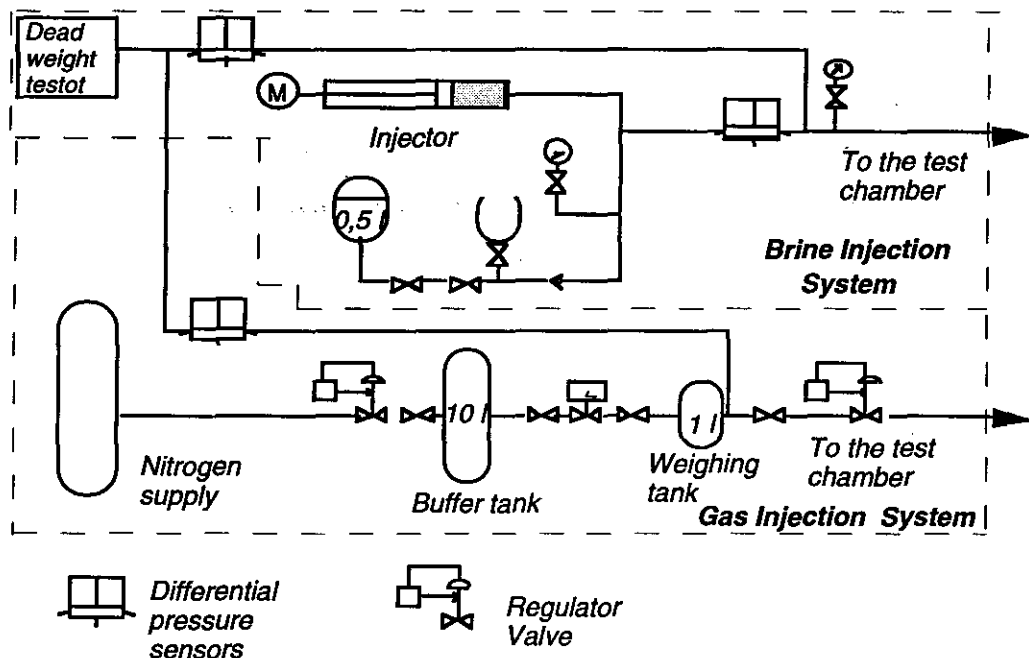 Dead
weight
testot
M
Injector
0,5 l
To the test
chamber
Brine Injection
System
10 l
1 l
Nitrogen
supply
Buffer tank
Weighing
tank
To the test
chamber
Gas Injection System
Differential
pressure
sensors
Regulator
Valve